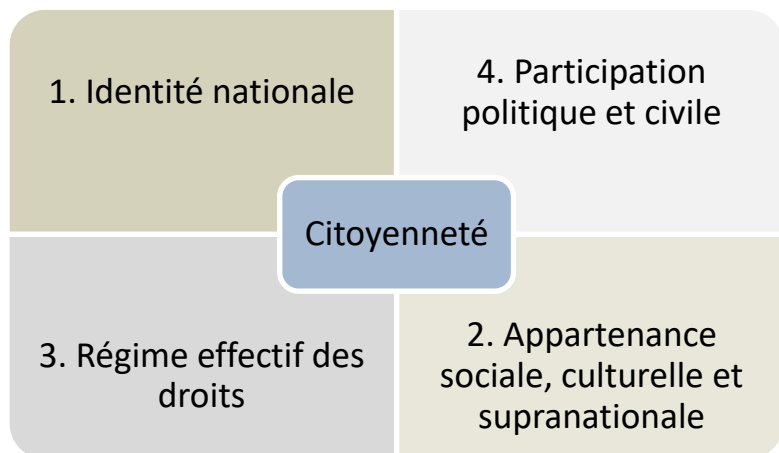 1. Identité nationale
4. Participation
politique et civile
Citoyenneté
3. Régime effectif des
droits
2. Appartenance
sociale, culturelle et
supranationale